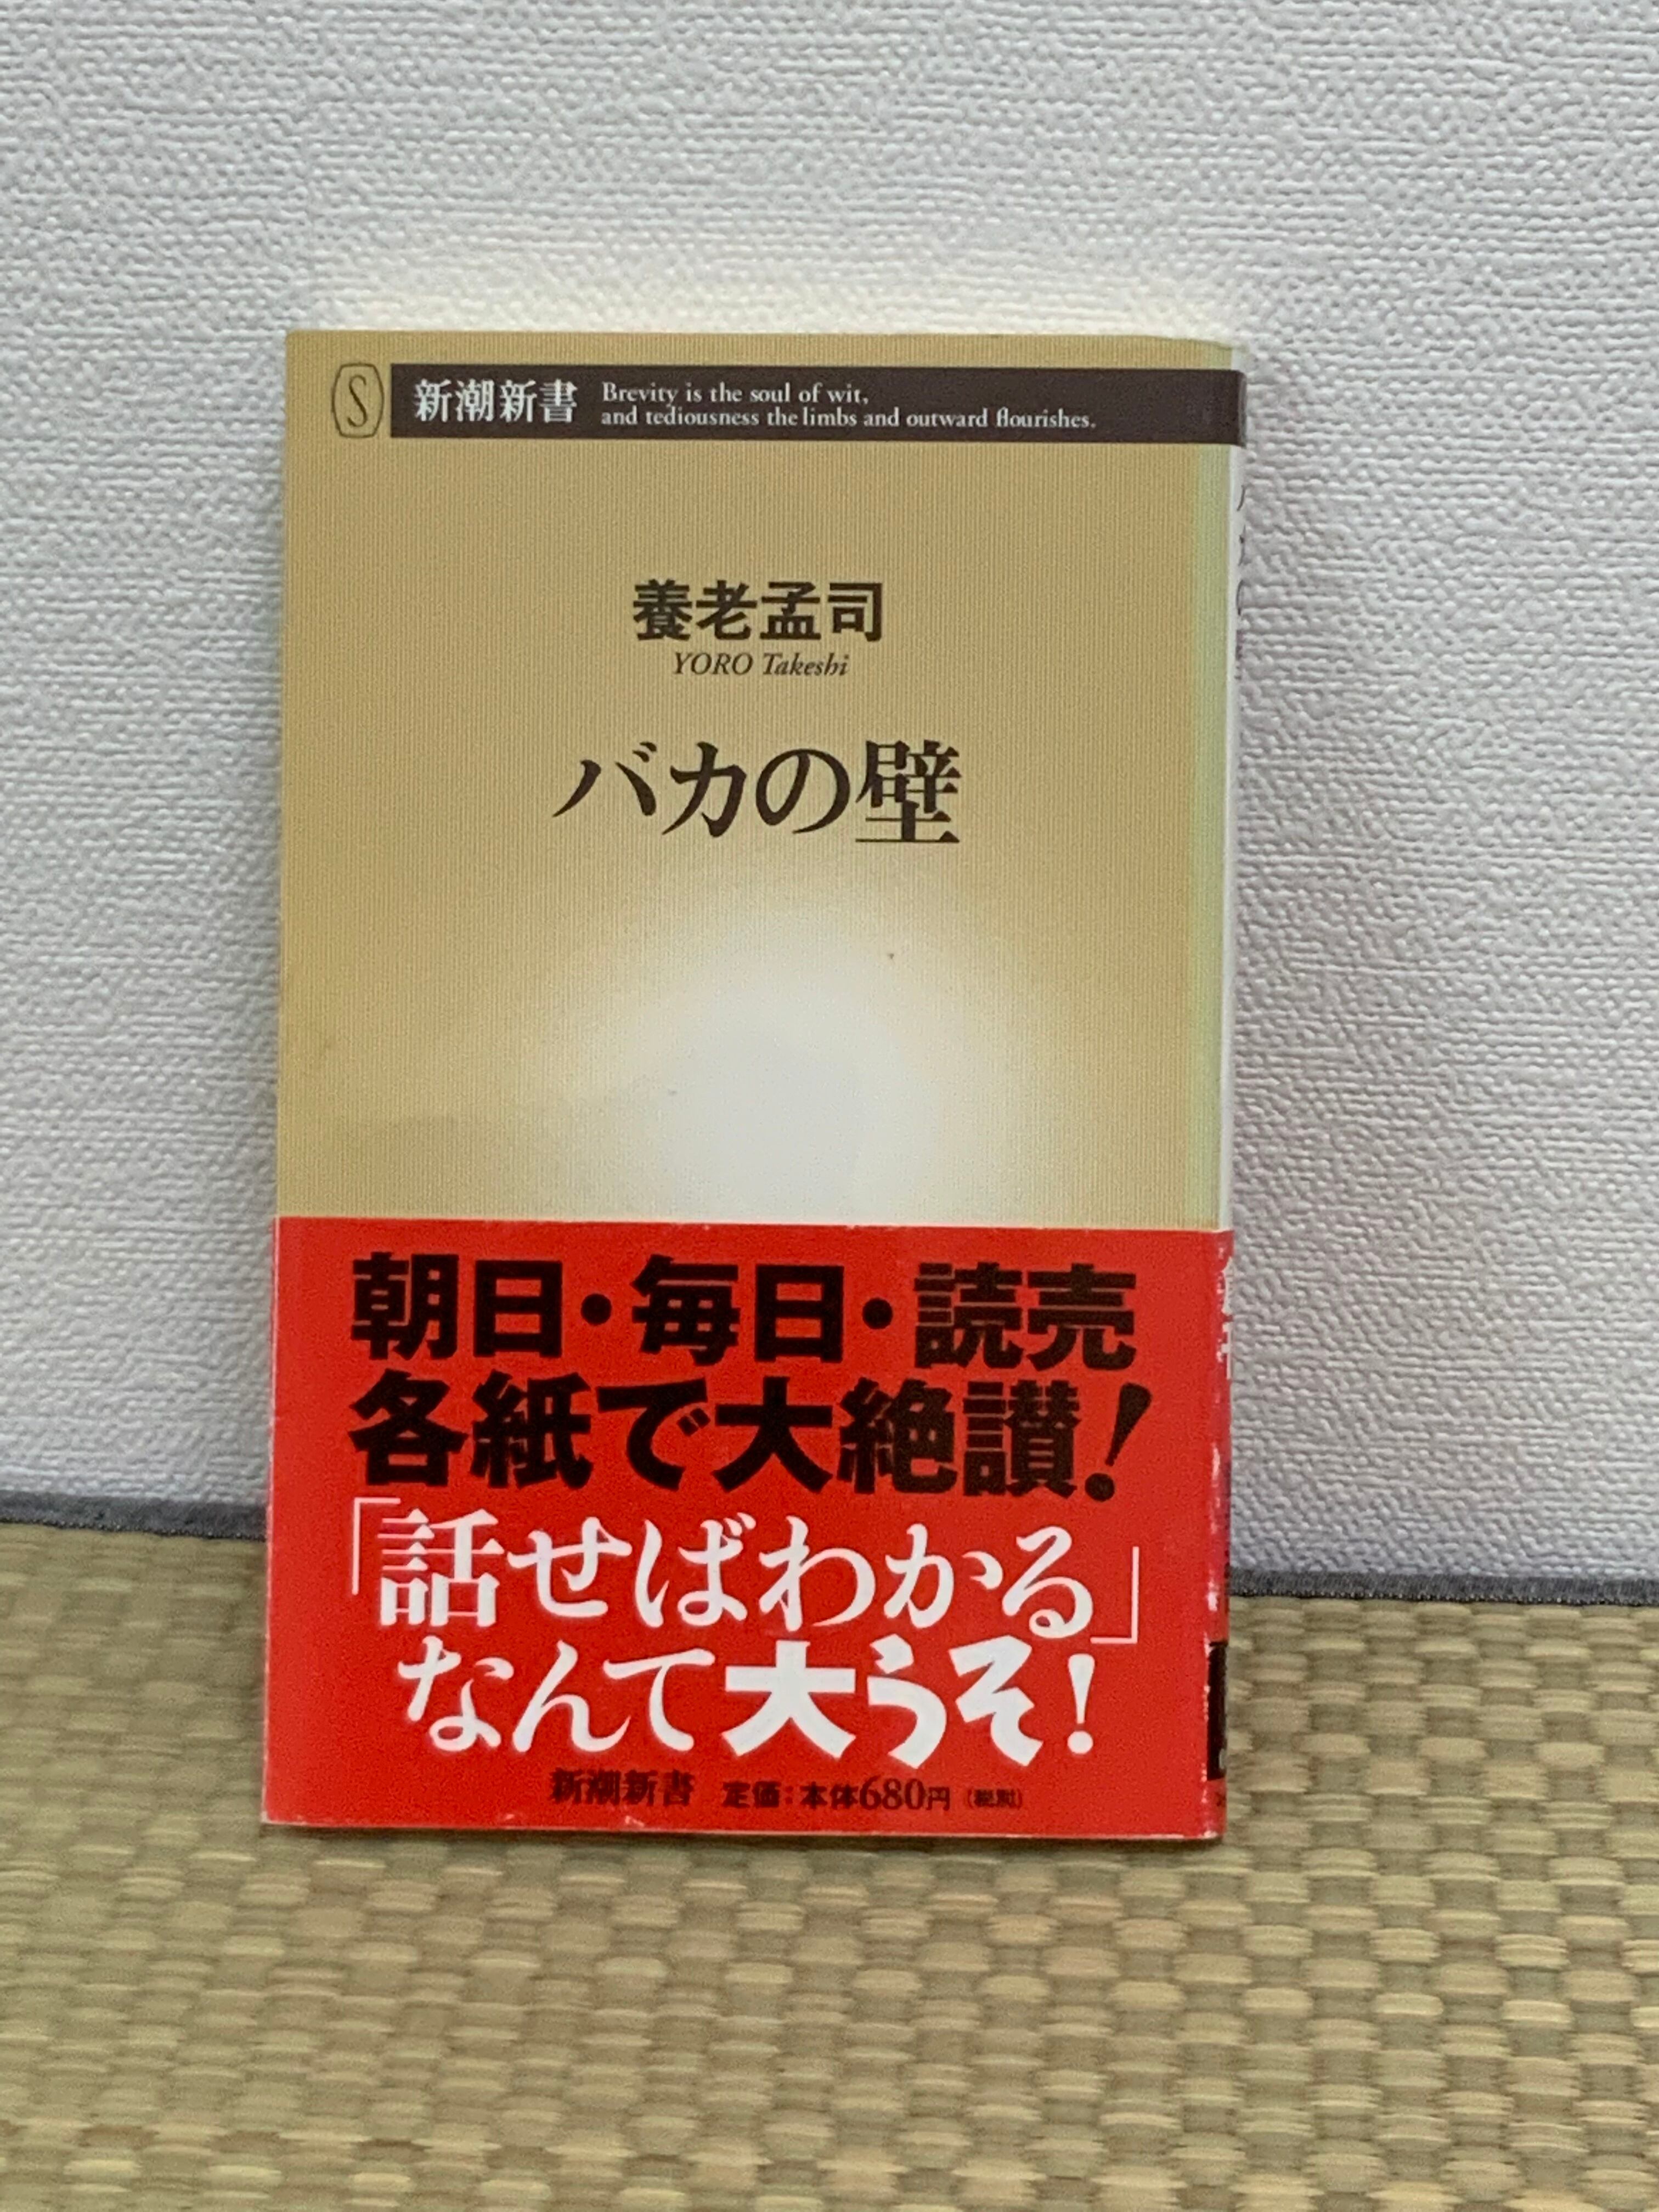 S 新潮新書 Brevity is the soul of wit,
and tediousness the limbs and outward flourishes.
養老孟司
YORO Takeshi
バカの壁
朝日・毎日・読売
各紙で大絶讃!
「話せばわかる」
なんて大うそ!
新潮新書 定価:本体680円(税別)